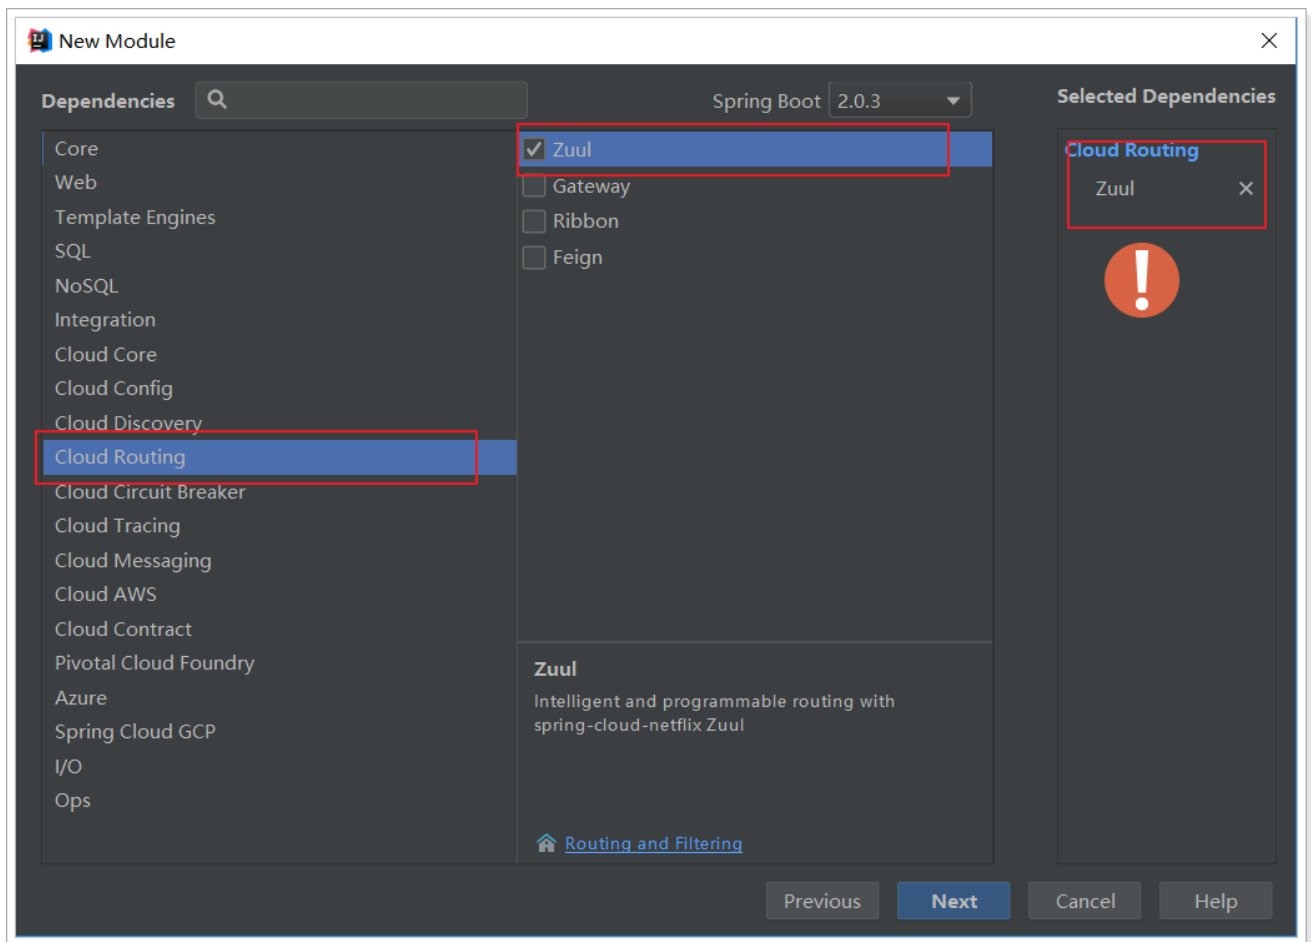 New Module
Dependencies
Spring Boot 2.0.3
Selected Dependencies
Core
Web
Template Engines
SQL
NoSQL
Integration
Cloud Core
Cloud Config
Cloud Discovery
Cloud Routing
Cloud Circuit Breaker
Cloud Tracing
Cloud Messaging
Cloud AWS
Cloud Contract
Pivotal Cloud Foundry
Azure
Spring Cloud GCP
I/O
Ops
Zuul
Gateway
Ribbon
Feign
Zuul
Intelligent and programmable routing with
spring-cloud-netflix Zuul
Routing and Filtering
Cloud Routing
Zuul
Previous
Next
Cancel
Help